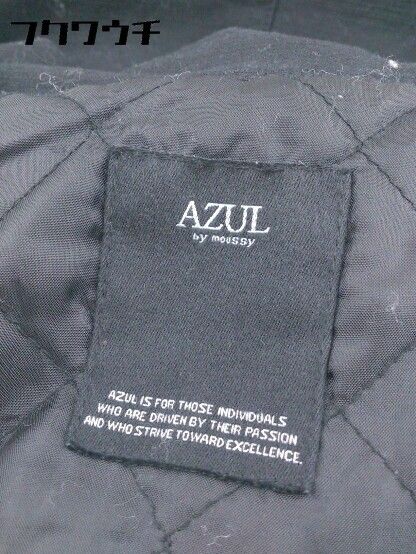 フクウウチ
AZUL
by moussy
AZUL IS FOR THOSE INDIVIDUALS
WHO ARE DRIVEN BY THEIR PASSION
AND WHO STRIVE TOWARD EXCELLENCE.